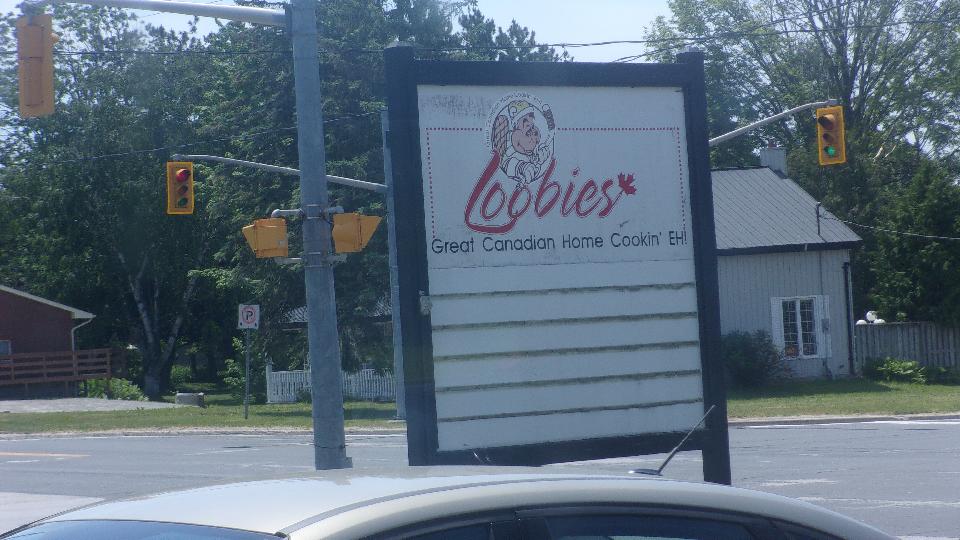 Loobies
Great Canadian Home Cookin' EH!
P